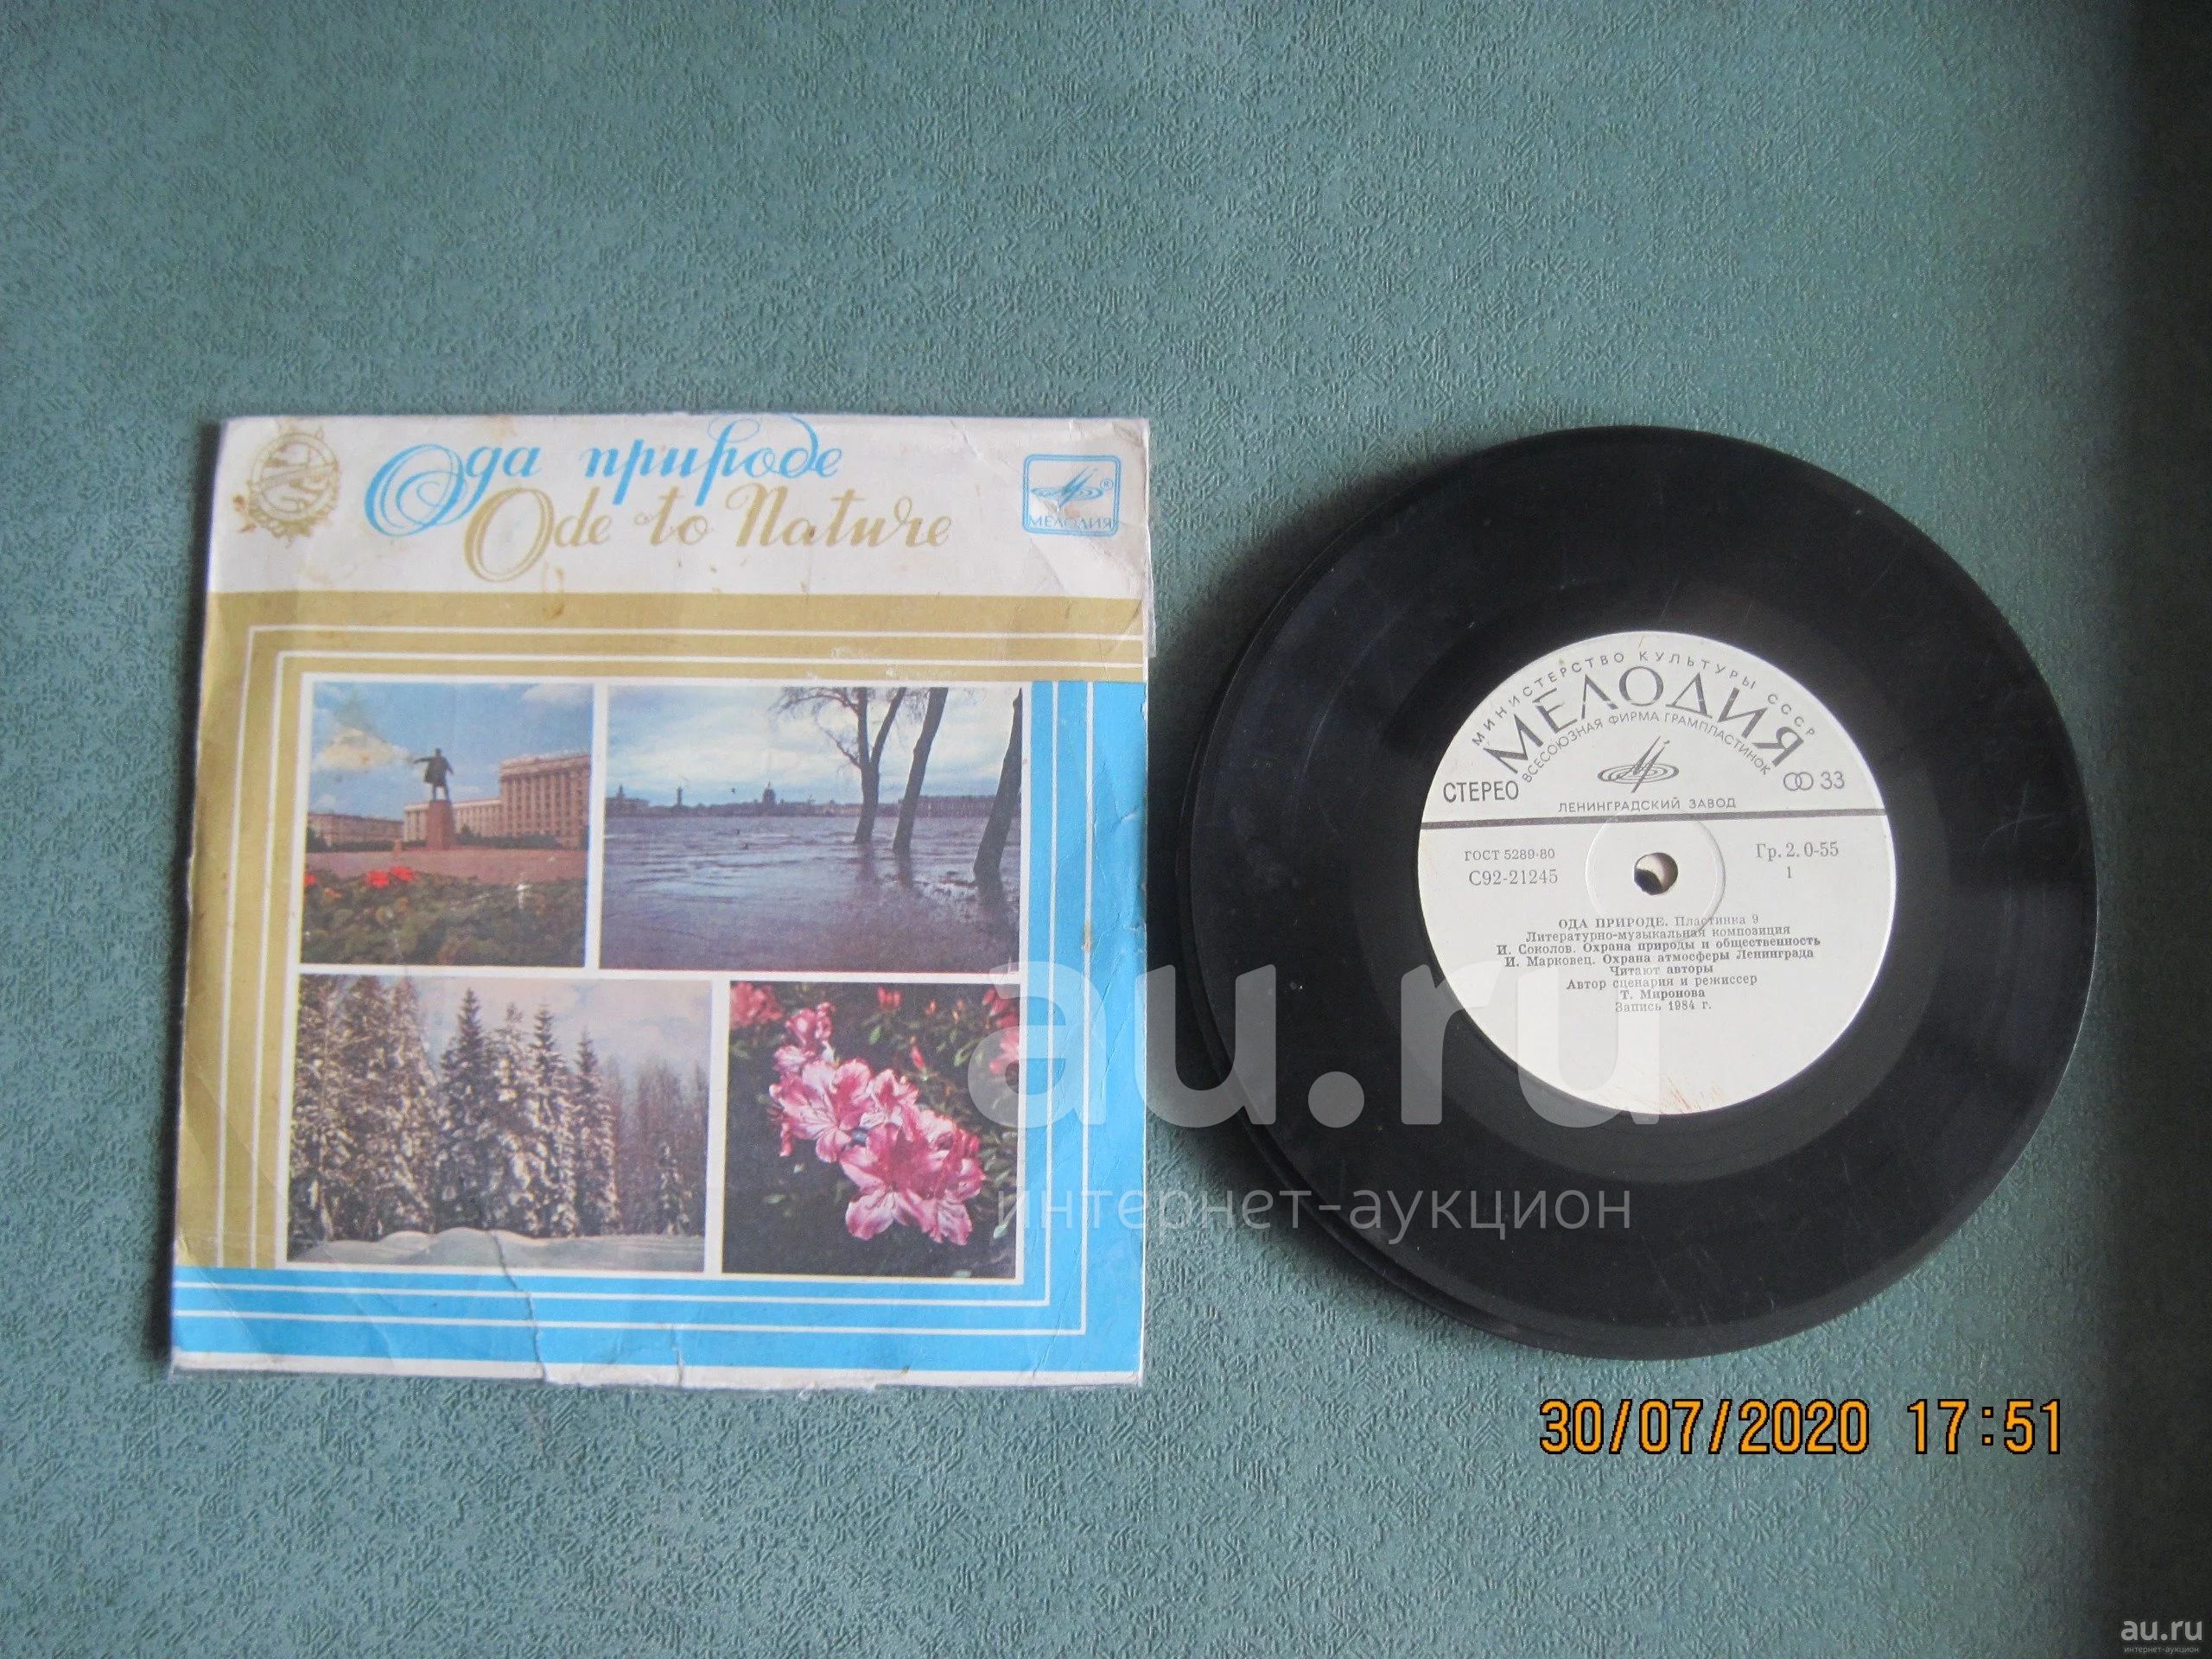 Ода природе
Ode to Nature
МЕЛОДИЯ
МИНИСТЕРСТВО КУЛЬТУРЫ СССР
МЕЛОДИЯ
ВСЕСОЮЗНАЯ ФИРМА ГРАМПЛАСТИНОК
СТЕРЕО
33
ЛЕНИНГРАДСКИЙ ЗАВОД
ГОСТ 5289-80
Гр. 2. 0-55
С92-21245
1
ОДА ПРИРОДЕ. Пластинка 9
Литературно-музыкальная композиция
И. Соколов. Охрана природы и общественность
И. Марковец. Охрана атмосферы Ленинграда
Читают авторы
Автор сценария и режиссер
Т. Миронова
Запись 1984 г.
au.ru
интернет-аукцион
30/07/2020 17:51
au.ru
интернет-аукцион